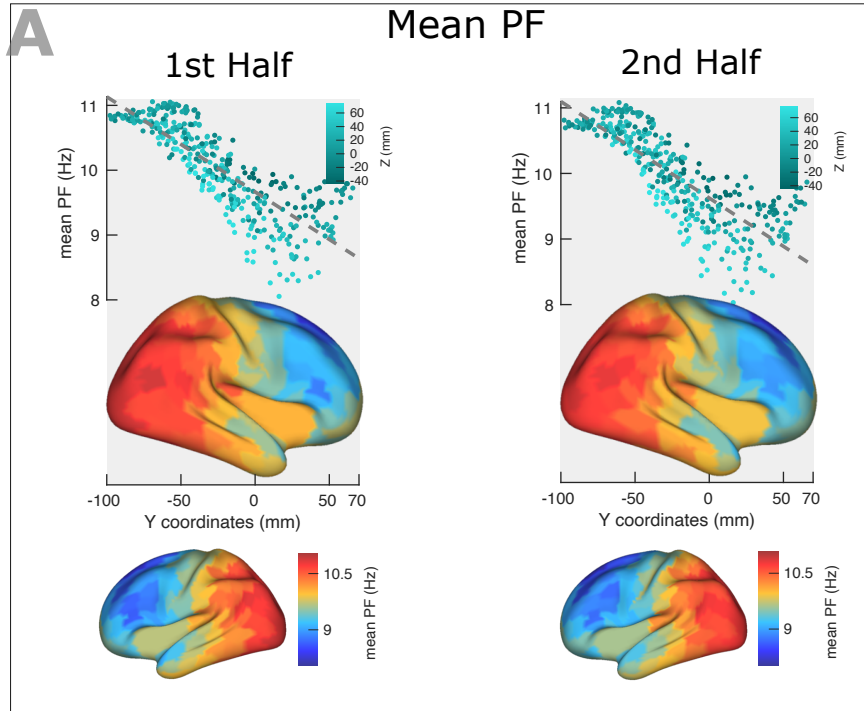 A
Mean PF
1st Half
2nd Half
11
10
9
8
mean PF (Hz)
60
40
20
0
-20
-40
Z (mm)
-100
-50
0
50
70
Y coordinates (mm)
10.5
9
mean PF (Hz)
11
10
9
8
mean PF (Hz)
60
40
20
0
-20
-40
Z (mm)
-100
-50
0
50
70
Y coordinates (mm)
10.5
9
mean PF (Hz)